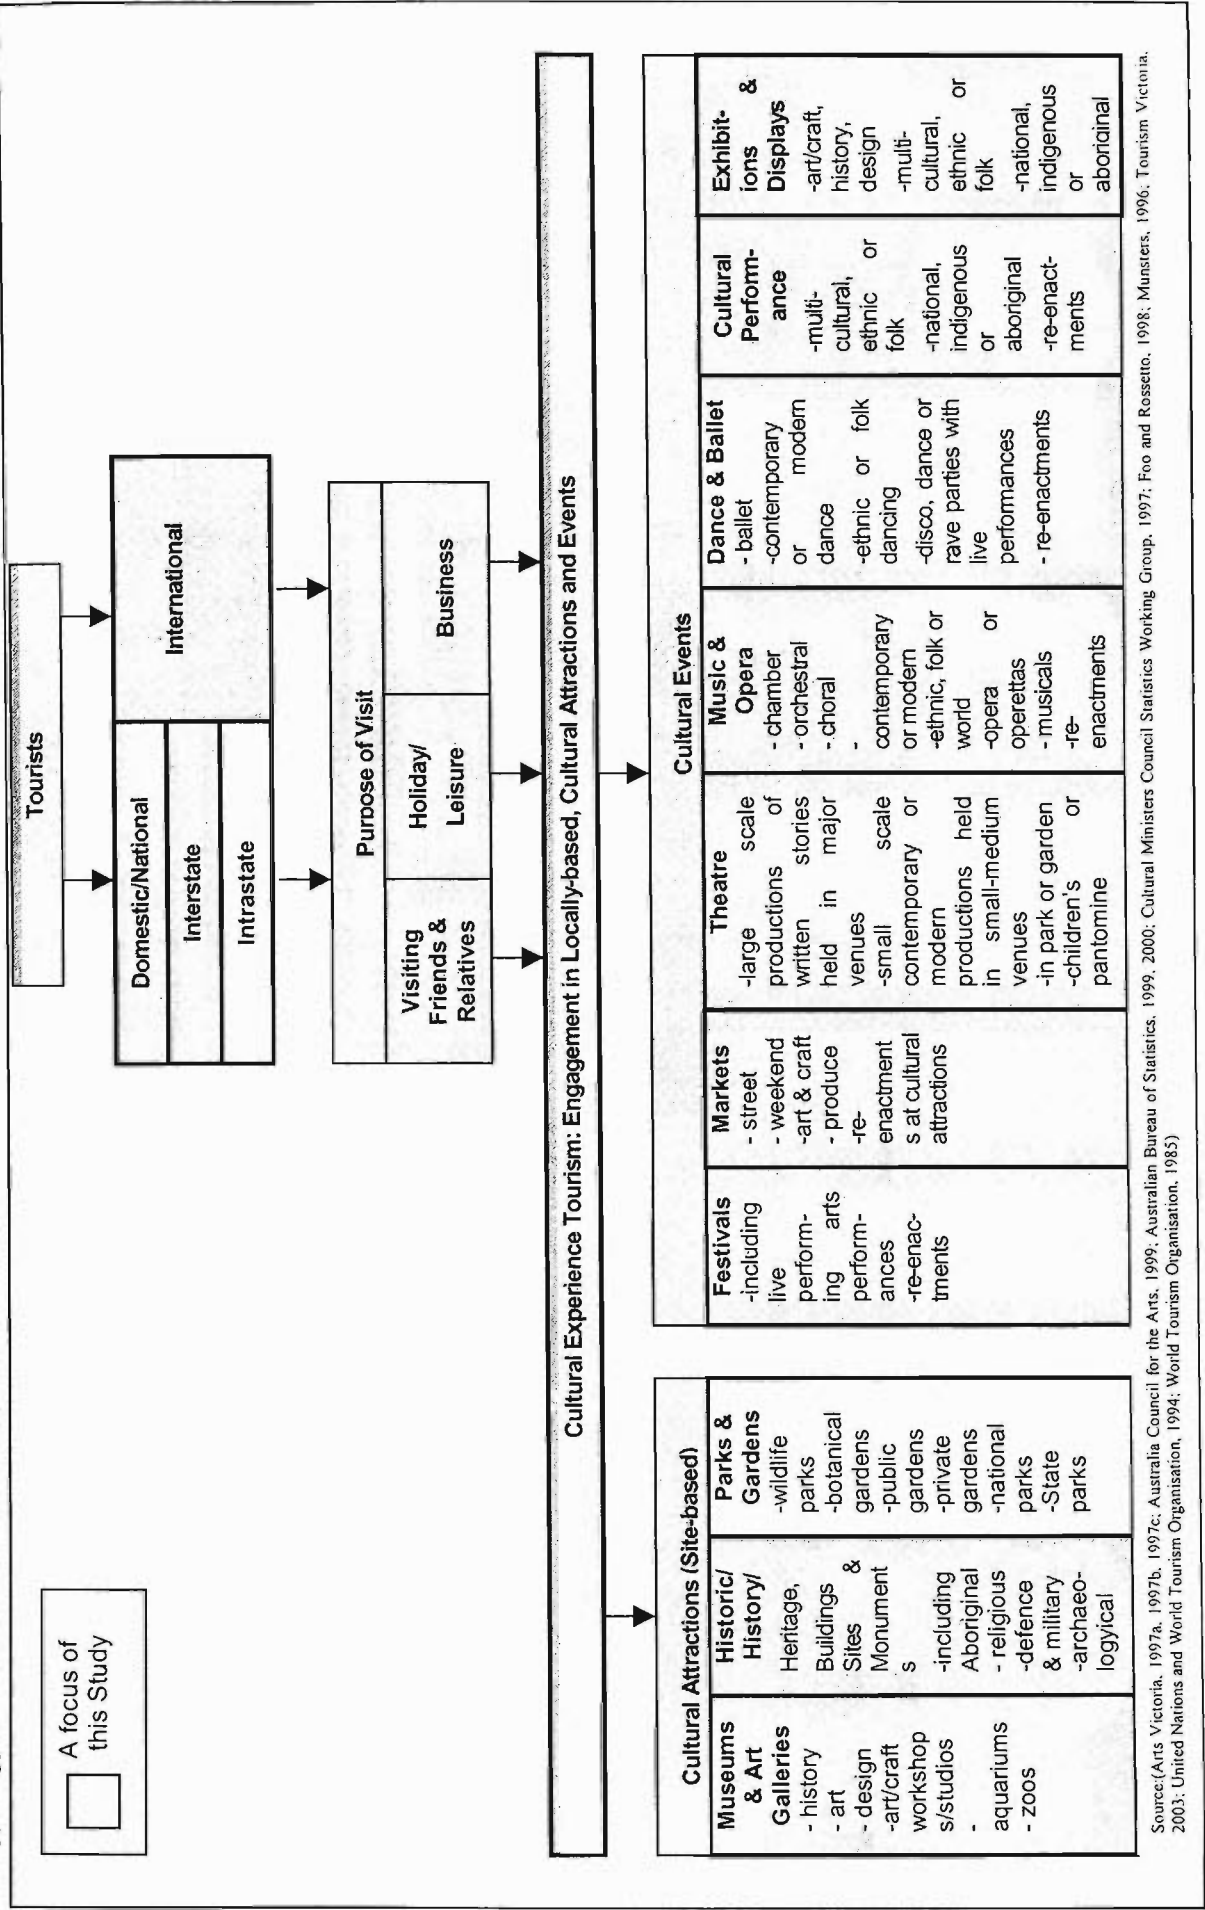 A focus of
this Study
Tourists
Domestic/National
Interstate
Intrastate
International
Purpose of Visit
Visiting
Friends &
Relatives
Holiday/
Leisure
Business
Cultural Experience Tourism: Engagement in Locally-based, Cultural Attractions and Events
Cultural Attractions (Site-based)
Museums
& Art
Galleries
- history
- art
- design
-art/craft
workshop
s/studios
-
aquariums
- zoos
Historic/
History/
Heritage,
Buildings
Sites &
Monument
s
-including
Aboriginal
- religious
-defence
& military
-archaeo-
logyical
Parks &
Gardens
-wildlife
parks
-botanical
gardens
-public
gardens
-private
gardens
-national
parks
-State
parks
Cultural Events
Festivals
-including
live
perform-
ing arts
perform-
ances
-re-enac-
tments
Markets
- street
- weekend
-art & craft
- produce
-re-
enactment
s at cultural
attractions
Theatre
-large scale
productions of
written stories
held in major
venues
-small scale
contemporary or
modern
productions held
in small-medium
venues
-in park or garden
-children's or
pantomine
Music &
Opera
- chamber
- orchestral
- choral
-
contemporary
or modern
-ethnic, folk or
world
-opera or
operettas
- musicals
-re-
enactments
Dance & Ballet
- ballet
-contemporary
or modern
dance
-ethnic or folk
dancing
-disco, dance or
rave parties with
live
performances
- re-enactments
Cultural
Perform-
ance
-multi-
cultural,
ethnic or
folk
-national,
indigenous
or
aboriginal
-re-enact-
ments
Exhibit-
ions &
Displays
-art/craft,
history,
design
-multi-
cultural,
ethnic or
folk
-national,
indigenous
or
aboriginal
Source:(Arts Victoria, 1997a, 1997b, 1997c; Australia Council for the Arts, 1999; Australian Bureau of Statistics, 1999, 2000; Cultural Ministers Council Statistics Working Group, 1997; Foo and Rossetto, 1998; Munsters, 1996; Tourism Victoria,
2003; United Nations and World Tourism Organisation, 1994; World Tourism Organisation, 1985)